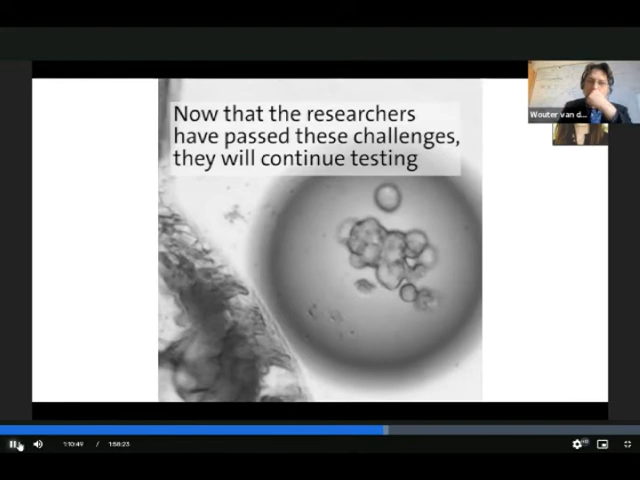 Now that the researchers
have passed these challenges,
they will continue testing
Wouter van d...
1:10:49 / 1:56:23